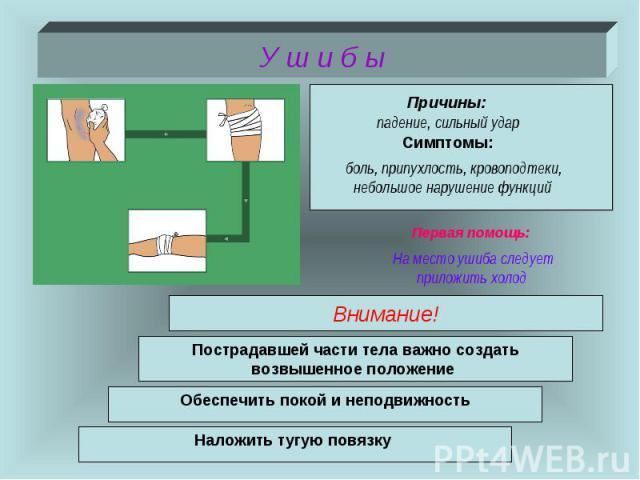 У ш и б ы
Причины:
падение, сильный удар
Симптомы:
боль, припухлость, кровоподтеки,
небольшое нарушение функций
Первая помощь:
На место ушиба следует
приложить холод
Внимание!
Пострадавшей части тела важно создать
возвышенное положение
Обеспечить покой и неподвижность
Наложить тугую повязку
PPt4WEB.ru